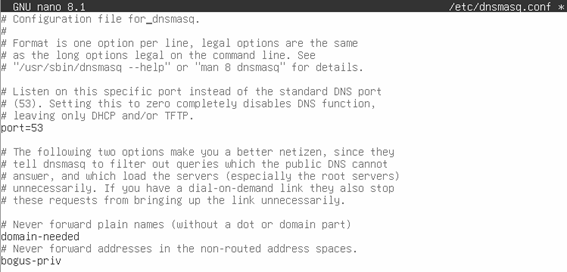 GNU nano 8.1 /etc/dnsmasq.conf *
# Configuration file for dnsmasq.
#
# Format is one option per line, legal options are the same
# as the long options legal on the command line. See
# "/usr/sbin/dnsmasq --help" or "man 8 dnsmasq" for details.
# Listen on this specific port instead of the standard DNS port
# (53). Setting this to zero completely disables DNS function,
# leaving only DHCP and/or TFTP.
port=53
# The following two options make you a better netizen, since they
# tell dnsmasq to filter out queries which the public DNS cannot
# answer, and which load the servers (especially the root servers)
# unnecessarily. If you have a dial-on-demand link they also stop
# these requests from bringing up the link unnecessarily.
# Never forward plain names (without a dot or domain part)
domain-needed
# Never forward addresses in the non-routed address spaces.
bogus-priv